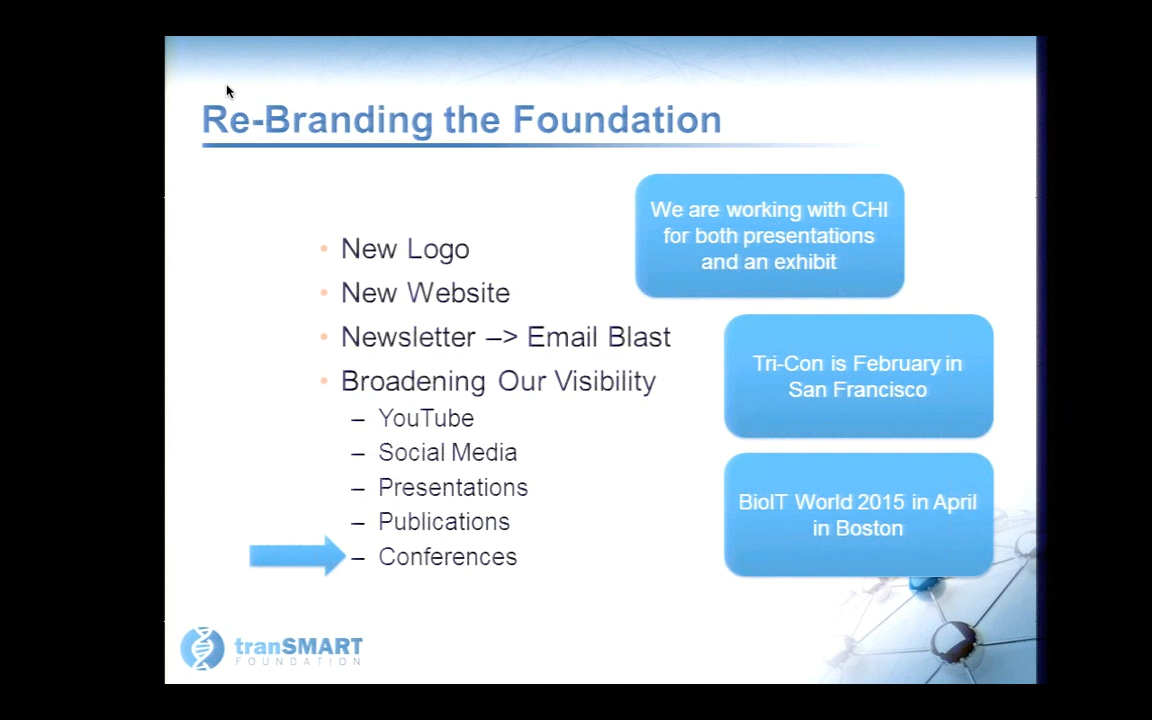 Re-Branding the Foundation
We are working with CHI
for both presentations
and an exhibit
• New Logo
• New Website
• Newsletter –> Email Blast
• Broadening Our Visibility
– YouTube
– Social Media
– Presentations
– Publications
– Conferences
Tri-Con is February in
San Francisco
BioIT World 2015 in April
in Boston
tranSMART
FOUNDATION